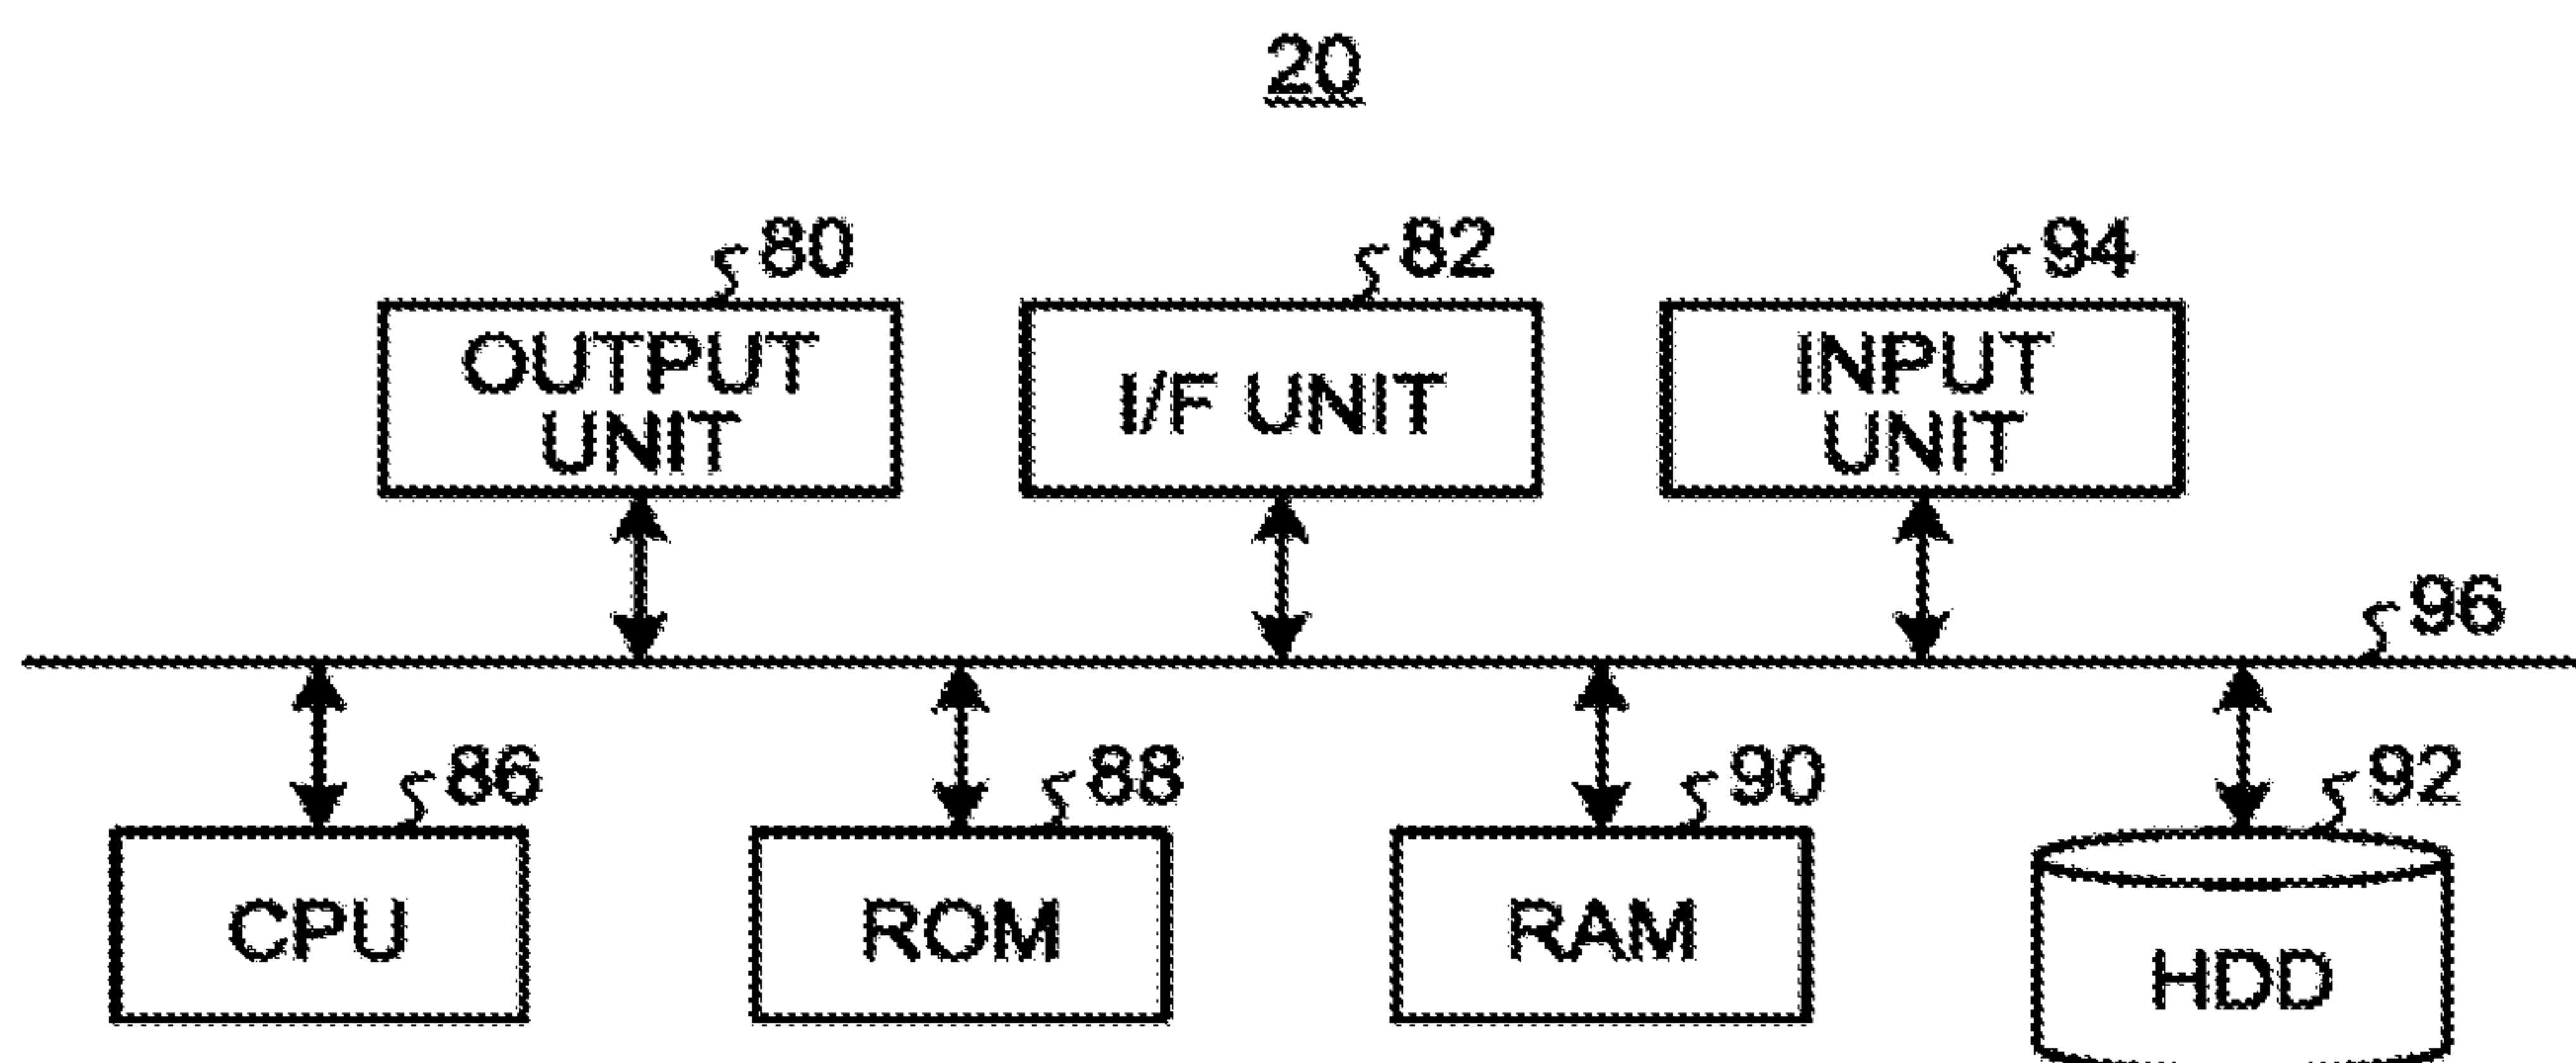 20
80
82
94
OUTPUT
UNIT
I/F UNIT
INPUT
UNIT
96
86
88
90
92
CPU
ROM
RAM
HDD